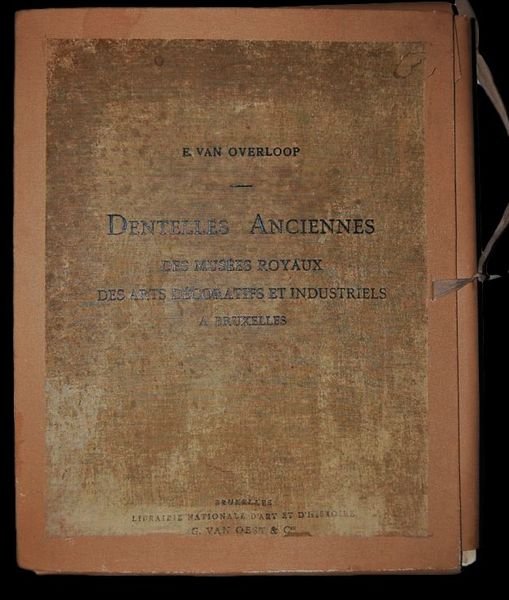 E. VAN OVERLOOP
DENTELLES ANCIENNES
DES MUSÉES ROYAUX
DES ARTS DÉCORATIFS ET INDUSTRIELS
A BRUXELLES
BRUXELLES
LIBRAIRIE NATIONALE D'ART ET D'HISTOIRE
G. VAN OEST & Cie